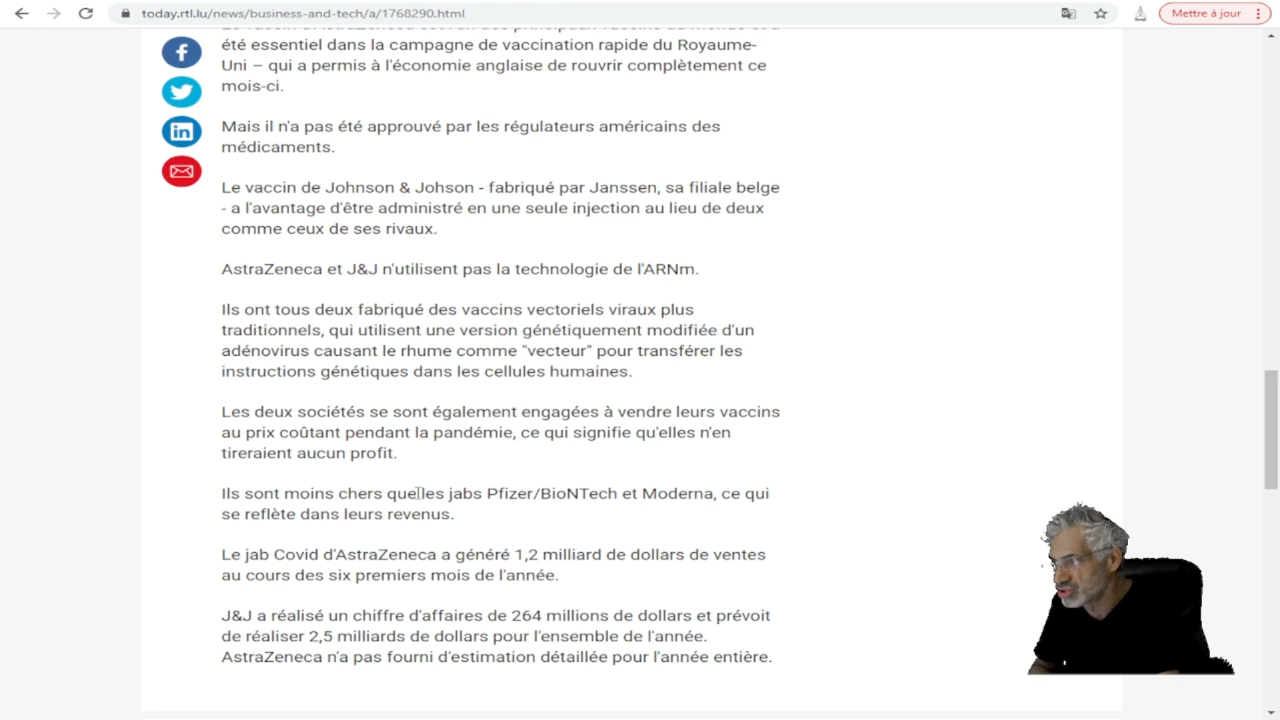 today.rtl.lu/news/business-and-tech/a/1768290.html
Mettre à jour
été essentiel dans la campagne de vaccination rapide du Royaume-
Uni – qui a permis à l'économie anglaise de rouvrir complètement ce
mois-ci.
Mais il n'a pas été approuvé par les régulateurs américains des
médicaments.
Le vaccin de Johnson & Johson - fabriqué par Janssen, sa filiale belge
- a l'avantage d'être administré en une seule injection au lieu de deux
comme ceux de ses rivaux.
AstraZeneca et J&J n'utilisent pas la technologie de l'ARNm.
Ils ont tous deux fabriqué des vaccins vectoriels viraux plus
traditionnels, qui utilisent une version génétiquement modifiée d'un
adénovirus causant le rhume comme "vecteur" pour transférer les
instructions génétiques dans les cellules humaines.
Les deux sociétés se sont également engagées à vendre leurs vaccins
au prix coûtant pendant la pandémie, ce qui signifie qu'elles n'en
tireraient aucun profit.
Ils sont moins chers que les jabs Pfizer/BioNTech et Moderna, ce qui
se reflète dans leurs revenus.
Le jab Covid d'AstraZeneca a généré 1,2 milliard de dollars de ventes
au cours des six premiers mois de l'année.
J&J a réalisé un chiffre d'affaires de 264 millions de dollars et prévoit
de réaliser 2,5 milliards de dollars pour l'ensemble de l'année.
AstraZeneca n'a pas fourni d'estimation détaillée pour l'année entière.